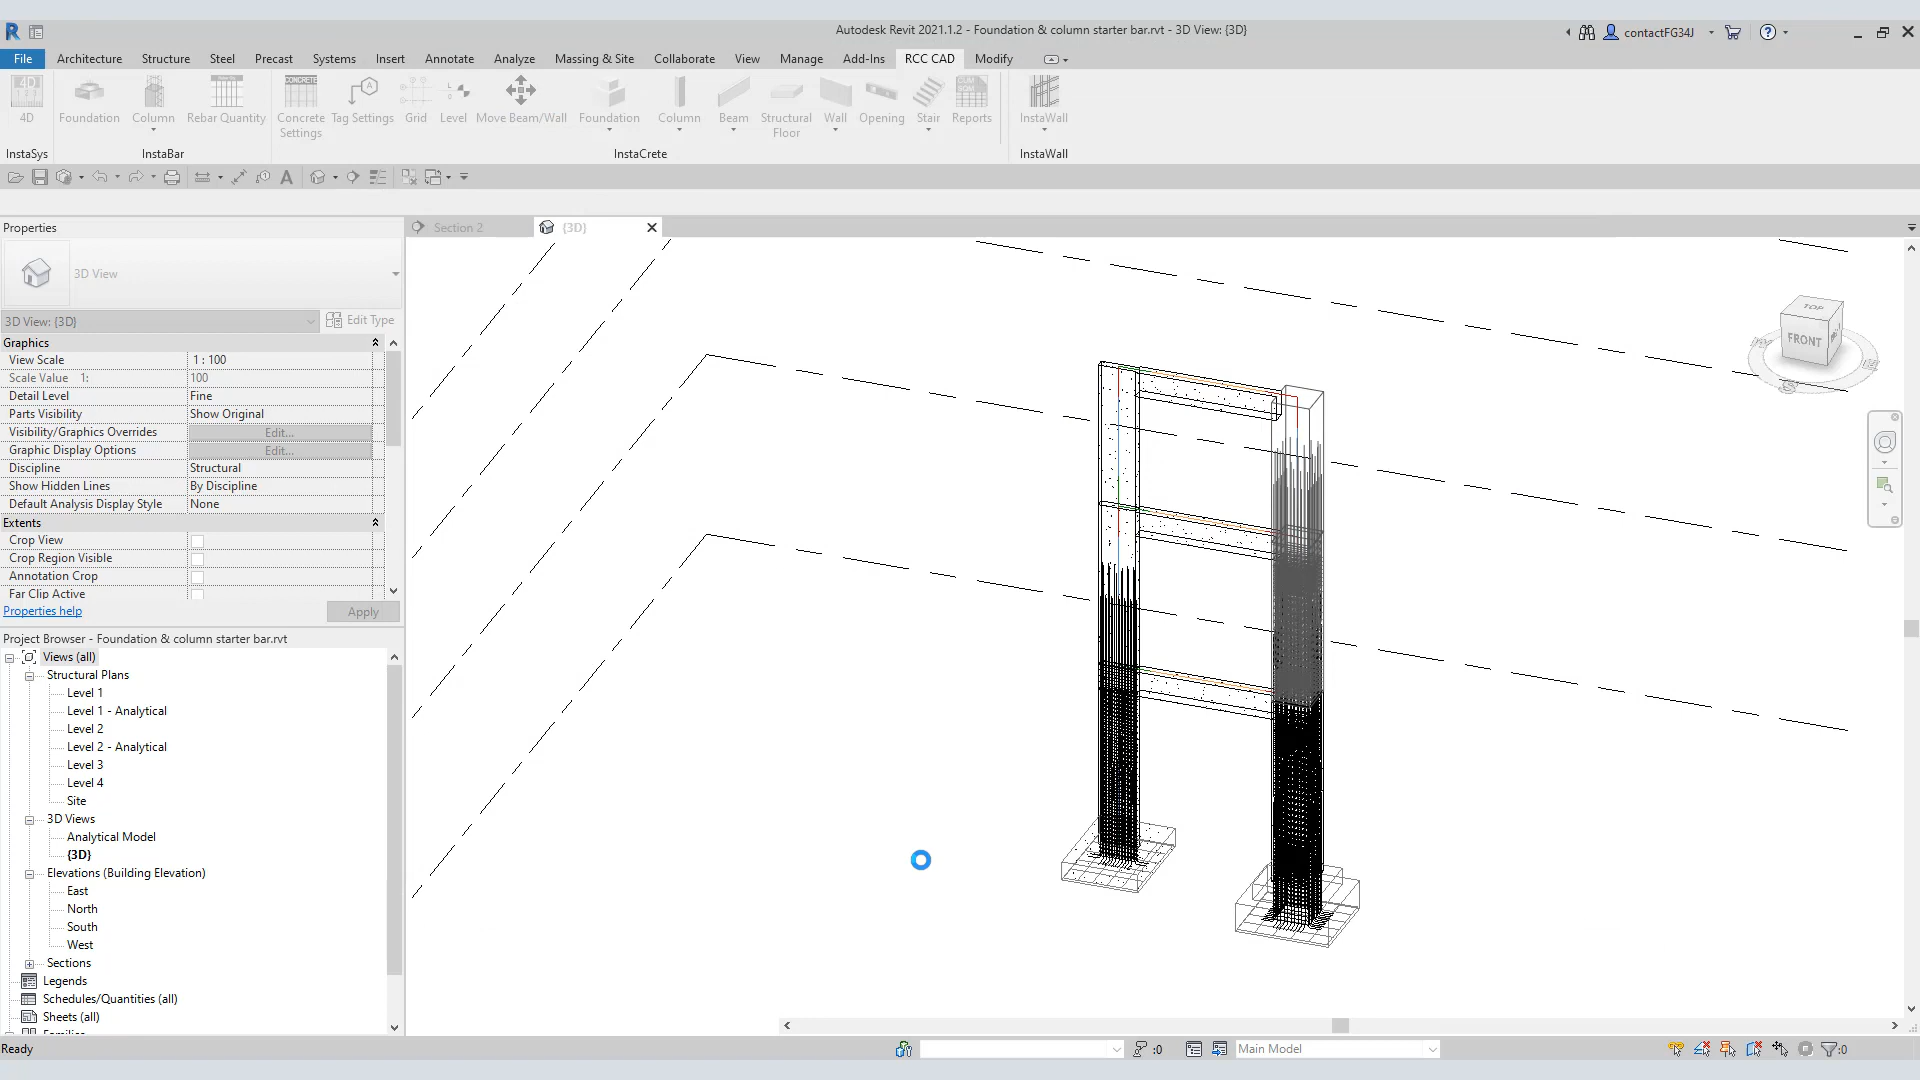 Autodesk Revit 2021.1.2 - Foundation & column starter bar.rvt - 3D View: {3D}
contactFG34J
File Architecture Structure Steel Precast Systems Insert Annotate Analyze Massing & Site Collaborate View Manage Add-Ins RCC CAD Modify
4D Foundation Column Rebar Quantity Concrete Settings Tag Settings Grid Level Move Beam/Wall Foundation Column Beam Structural Floor Wall Opening Stair Reports InstaWall
InstaSys InstaBar InstaCrete InstaWall
Properties
Section 2
{3D}
3D View
3D View: {3D}
Edit Type
Graphics
View Scale 1 : 100
Scale Value 1: 100
Detail Level Fine
Parts Visibility Show Original
Visibility/Graphics Overrides Edit...
Graphic Display Options Edit...
Discipline Structural
Show Hidden Lines By Discipline
Default Analysis Display Style None
Extents
Crop View
Crop Region Visible
Annotation Crop
Far Clip Active
Properties help
Apply
Project Browser - Foundation & column starter bar.rvt
Views (all)
Structural Plans
Level 1
Level 1 - Analytical
Level 2
Level 2 - Analytical
Level 3
Level 4
Site
3D Views
Analytical Model
{3D}
Elevations (Building Elevation)
East
North
South
West
Sections
Legends
Schedules/Quantities (all)
Sheets (all)
TOP
FRONT
S
Ready
:0
Main Model
:0